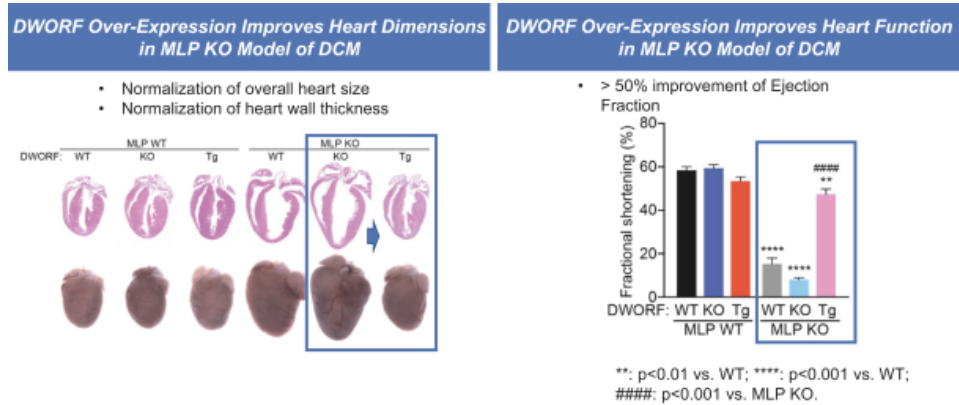 DWORF Over-Expression Improves Heart Dimensions
in MLP KO Model of DCM
• Normalization of overall heart size
• Normalization of heart wall thickness
MLP WT MLP KO
DWORF: WT KO Tg WT KO Tg
DWORF Over-Expression Improves Heart Function
in MLP KO Model of DCM
• > 50% improvement of Ejection
Fraction
Fractional shortening (%)
80
60
40
20
0
####
**
****
****
DWORF: WT KO Tg WT KO Tg
MLP WT MLP KO
**: p<0.01 vs. WT; ****: p<0.001 vs. WT;
####: p<0.001 vs. MLP KO.